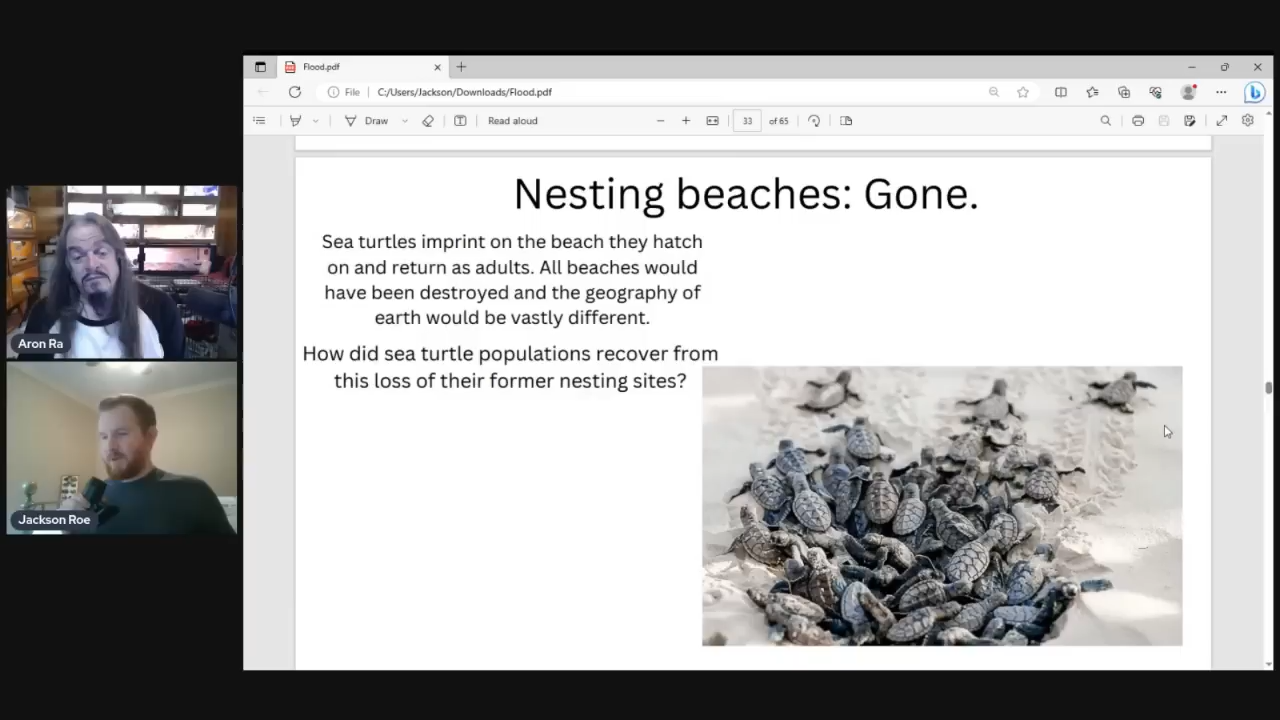 Flood.pdf
File
C:/Users/Jackson/Downloads/Flood.pdf
Draw
Read aloud
33
of 65
Nesting beaches: Gone.
Sea turtles imprint on the beach they hatch
on and return as adults. All beaches would
have been destroyed and the geography of
earth would be vastly different.
How did sea turtle populations recover from
this loss of their former nesting sites?
Aron Ra
Jackson Roe